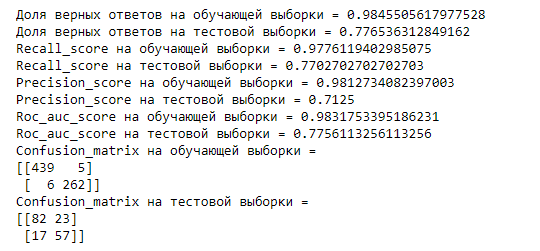 Доля верных ответов на обучающей выборки = 0.9845505617977528
Доля верных ответов на тестовой выборки = 0.776536312849162
Recall_score на обучающей выборки = 0.9776119402985075
Recall_score на тестовой выборки = 0.7702702702702703
Precision_score на обучающей выборки = 0.9812734082397003
Precision_score на тестовой выборки = 0.7125
Roc_auc_score на обучающей выборки = 0.9831753395186231
Roc_auc_score на тестовой выборки = 0.7756113256113256
Confusion_matrix на обучающей выборки =
[[439   5]
 [  6 262]]
Confusion_matrix на тестовой выборки =
[[82 23]
 [17 57]]